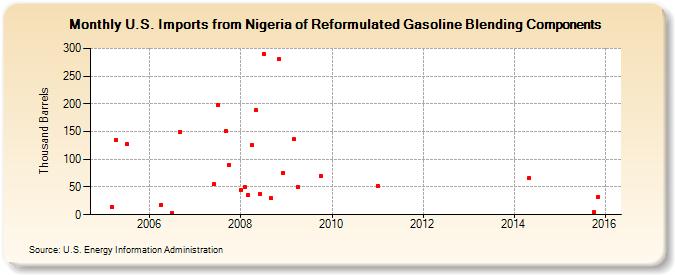 Monthly U.S. Imports from Nigeria of Reformulated Gasoline Blending Components
Thousand Barrels
300
250
200
150
100
50
0
2006 2008 2010 2012 2014 2016
Source: U.S. Energy Information Administration